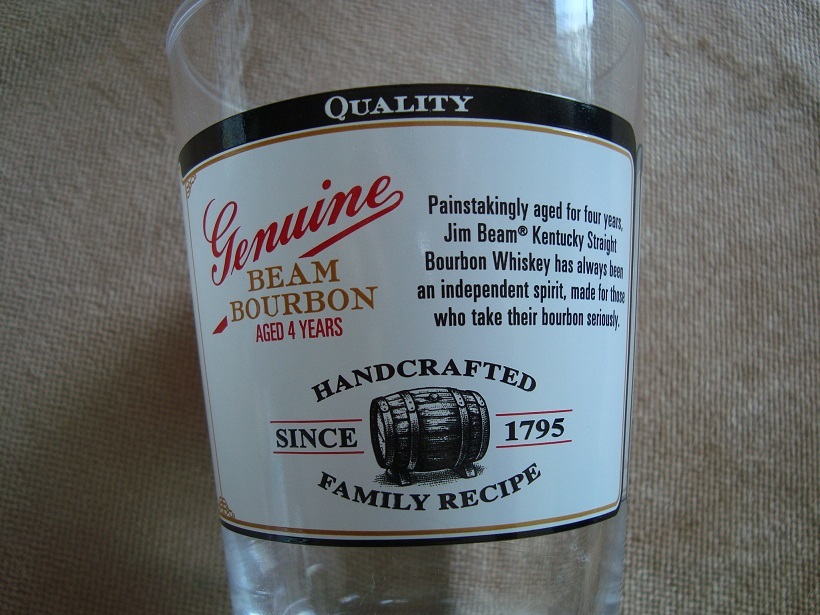 QUALITY
Genuine
BEAM
BOURBON
AGED 4 YEARS
Painstakingly aged for four years,
Jim Beam® Kentucky Straight
Bourbon Whiskey has always been
an independent spirit, made for those
who take their bourbon seriously.
HANDCRAFTED
SINCE 1795
FAMILY RECIPE